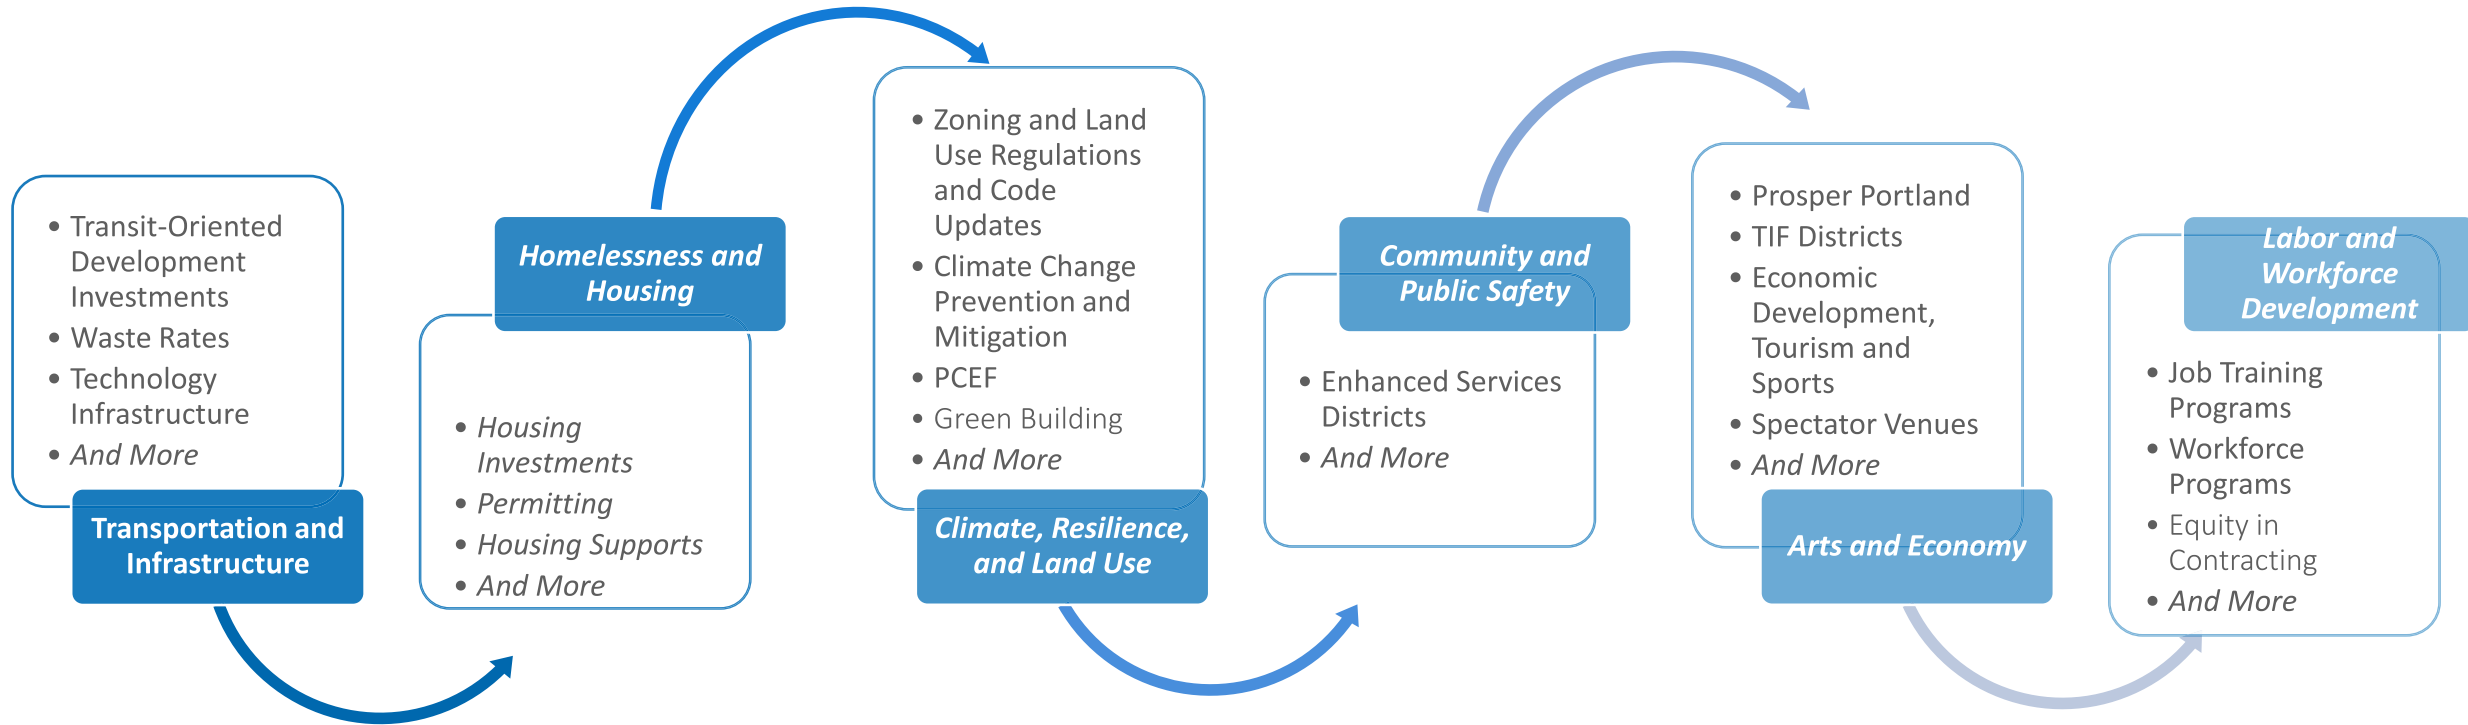 • Transit-Oriented
Development
Investments
• Waste Rates
• Technology
Infrastructure
• And More
Transportation and
Infrastructure
Homelessness and
Housing
• Housing
Investments
• Permitting
• Housing Supports
• And More
• Zoning and Land
Use Regulations
and Code
Updates
• Climate Change
Prevention and
Mitigation
• PCEF
• Green Building
• And More
Climate, Resilience,
and Land Use
Community and
Public Safety
• Enhanced Services
Districts
• And More
• Prosper Portland
• TIF Districts
• Economic
Development,
Tourism and
Sports
• Spectator Venues
• And More
Arts and Economy
Labor and
Workforce
Development
• Job Training
Programs
• Workforce
Programs
• Equity in
Contracting
• And More